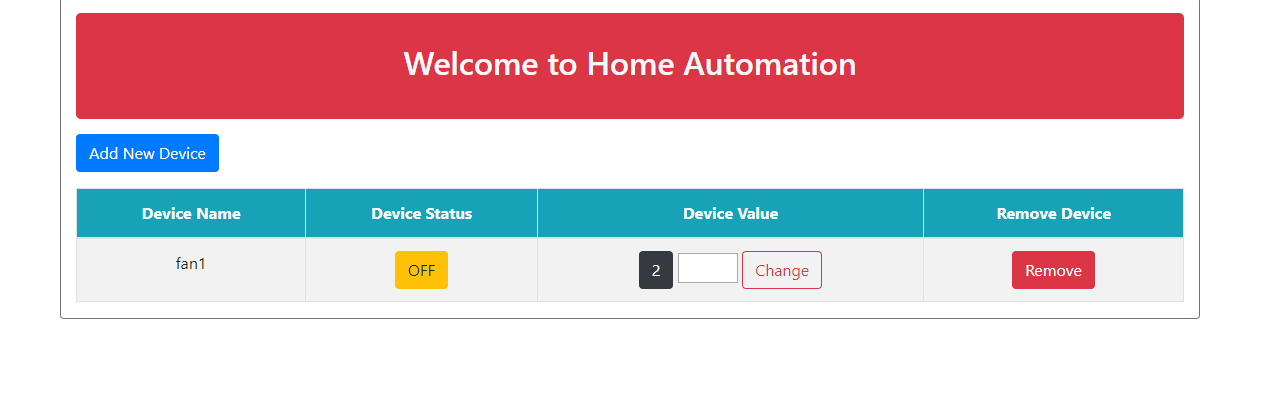 Welcome to Home Automation
Add New Device
Device Name Device Status Device Value Remove Device
fan1 OFF 2 Change Remove